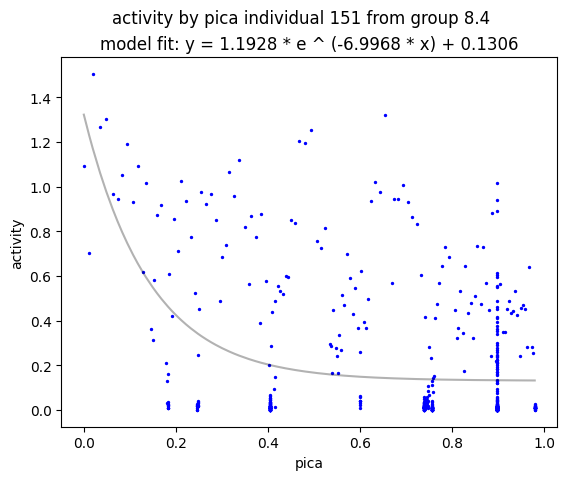 activity by pica individual 151 from group 8.4
model fit: y = 1.1928 * e ^ (-6.9968 * x) + 0.1306
1.4
1.2
1.0
0.8
0.6
0.4
0.2
0.0
activity
0.0 0.2 0.4 0.6 0.8 1.0
pica